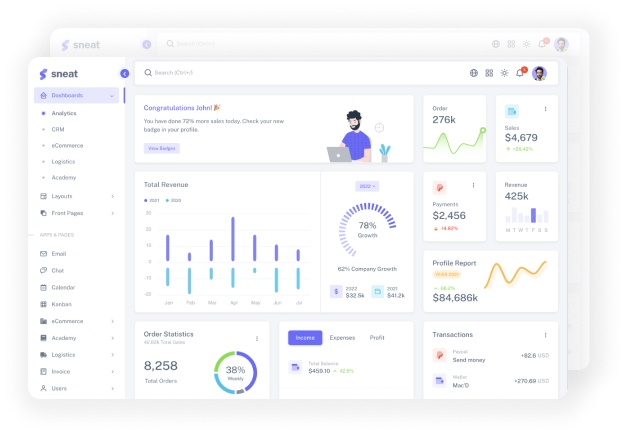 sneat
Search (Ctrl+/)
sneat
Search (Ctrl+/)
Dashboards
Analytics
CRM
eCommerce
Logistics
Academy
Layouts
Front Pages
APPS & PAGES
Email
Chat
Calendar
Kanban
eCommerce
Academy
Logistics
Invoice
Users
Congratulations John! 🎉
You have done 72% more sales today. Check your new
badge in your profile.
View Badges
Order
276k
Sales
$4,679
+28.42%
Total Revenue
2021
2020
30
20
10
0
-10
-20
Jan Feb Mar Apr May Jun Jul
2022
78%
Growth
62% Company Growth
2022
$32.5k
2021
$41.2k
Payments
$2,456
Revenue
425k
M T W T F S S
Profile Report
YEAR 2021
68.2%
$84,686k
Order Statistics
42.82k Total Sales
8,258
Total Orders
38%
Weekly
Income Expenses Profit
Total Balance
$459.10
42.9%
Transactions
Paypal
Send money
+82.6 USD
Wallet
Mac'D
+270.69 USD